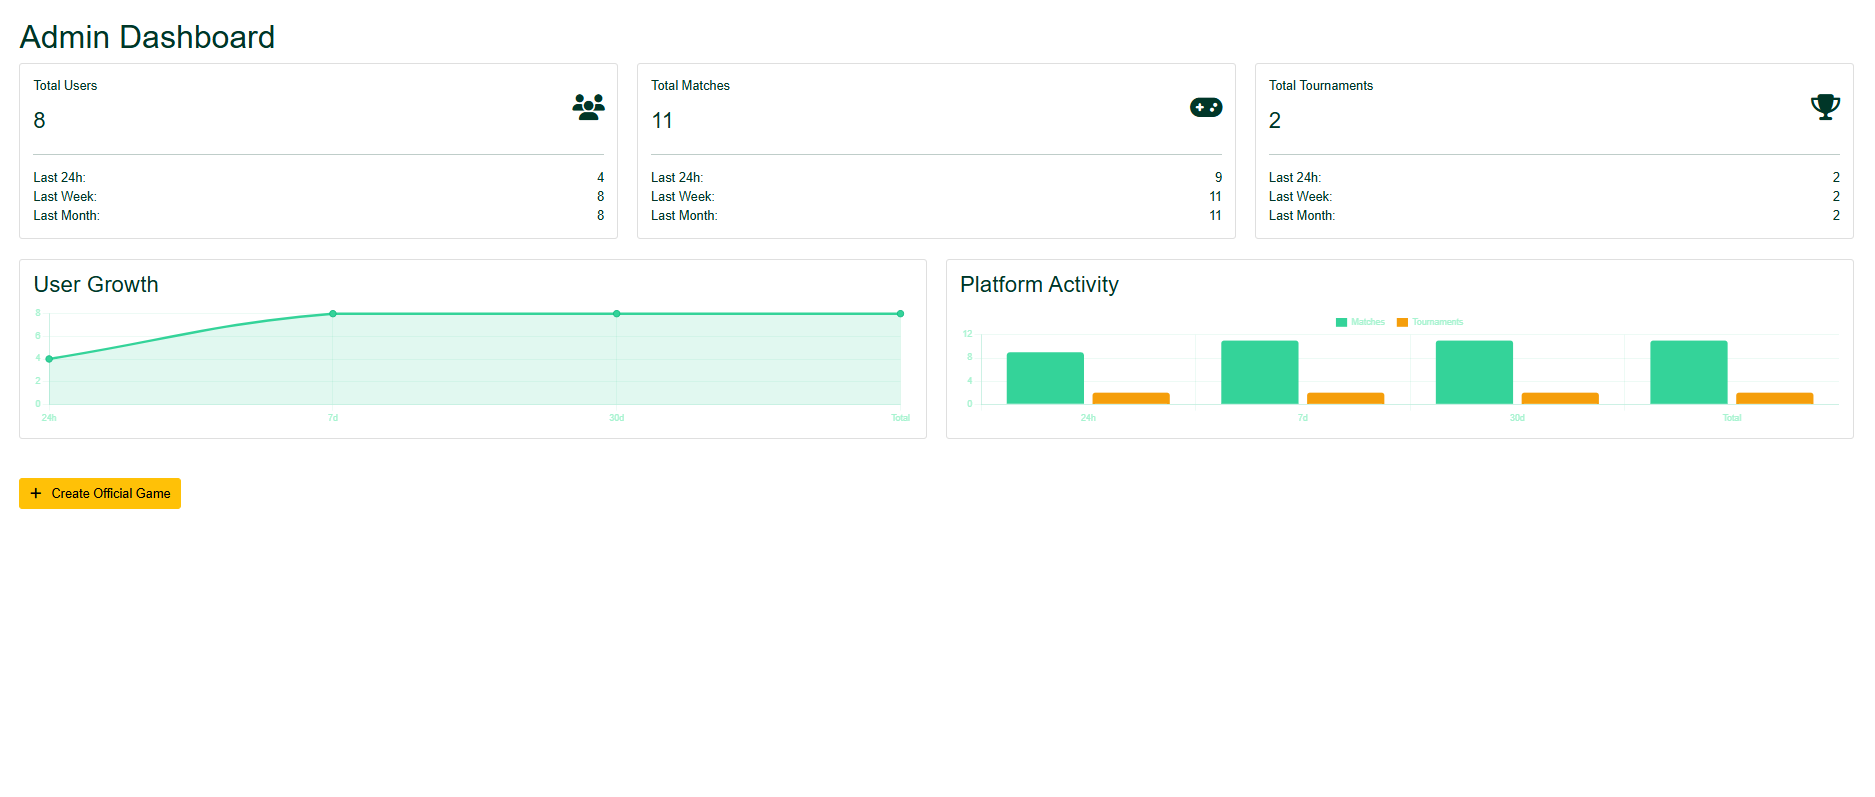 Admin Dashboard
Total Users
8
Last 24h: 4
Last Week: 8
Last Month: 8
Total Matches
11
Last 24h: 9
Last Week: 11
Last Month: 11
Total Tournaments
2
Last 24h: 2
Last Week: 2
Last Month: 2
User Growth
8
6
4
2
0
24h 7d 30d Total
Platform Activity
Matches Tournaments
12
8
4
0
24h 7d 30d Total
+ Create Official Game